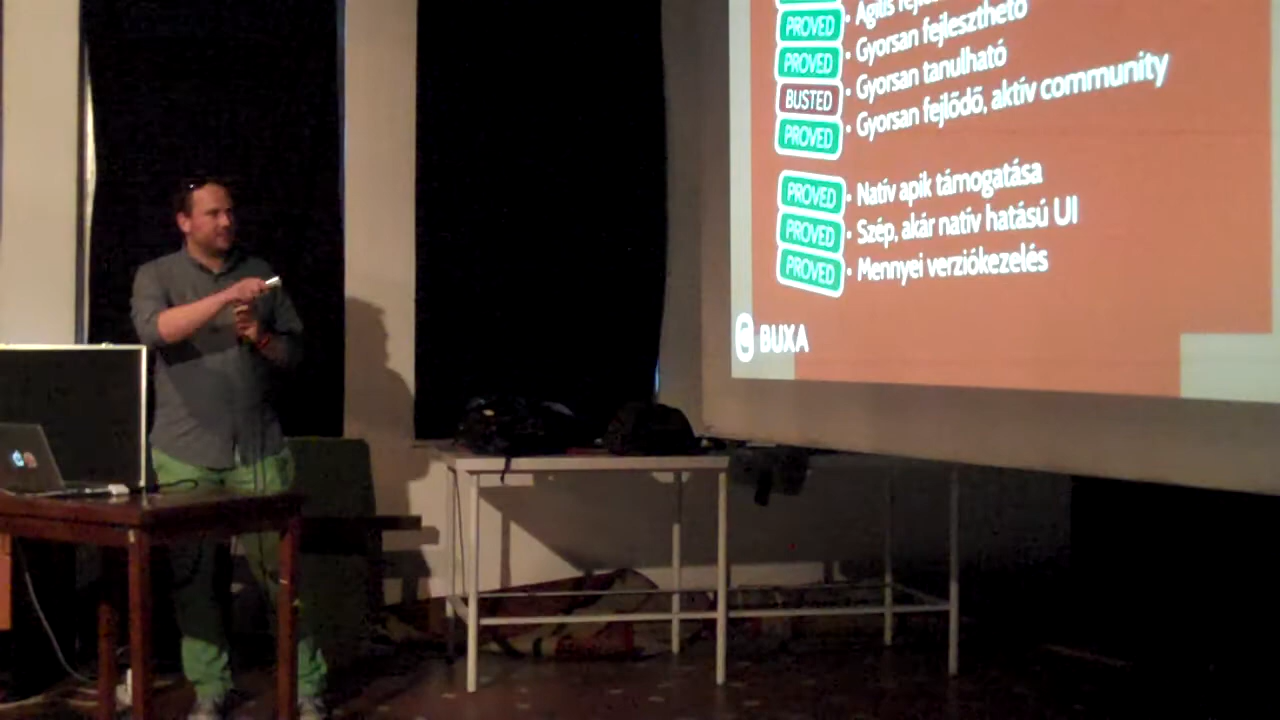 PROVED • Agilis
PROVED • Gyorsan fejleszthető
BUSTED • Gyorsan tanulható
PROVED • Gyorsan fejlődő, aktív community
PROVED • Natív apik támogatása
PROVED • Szép, akár natív hatású UI
PROVED • Mennyei verziókezelés
BUXA